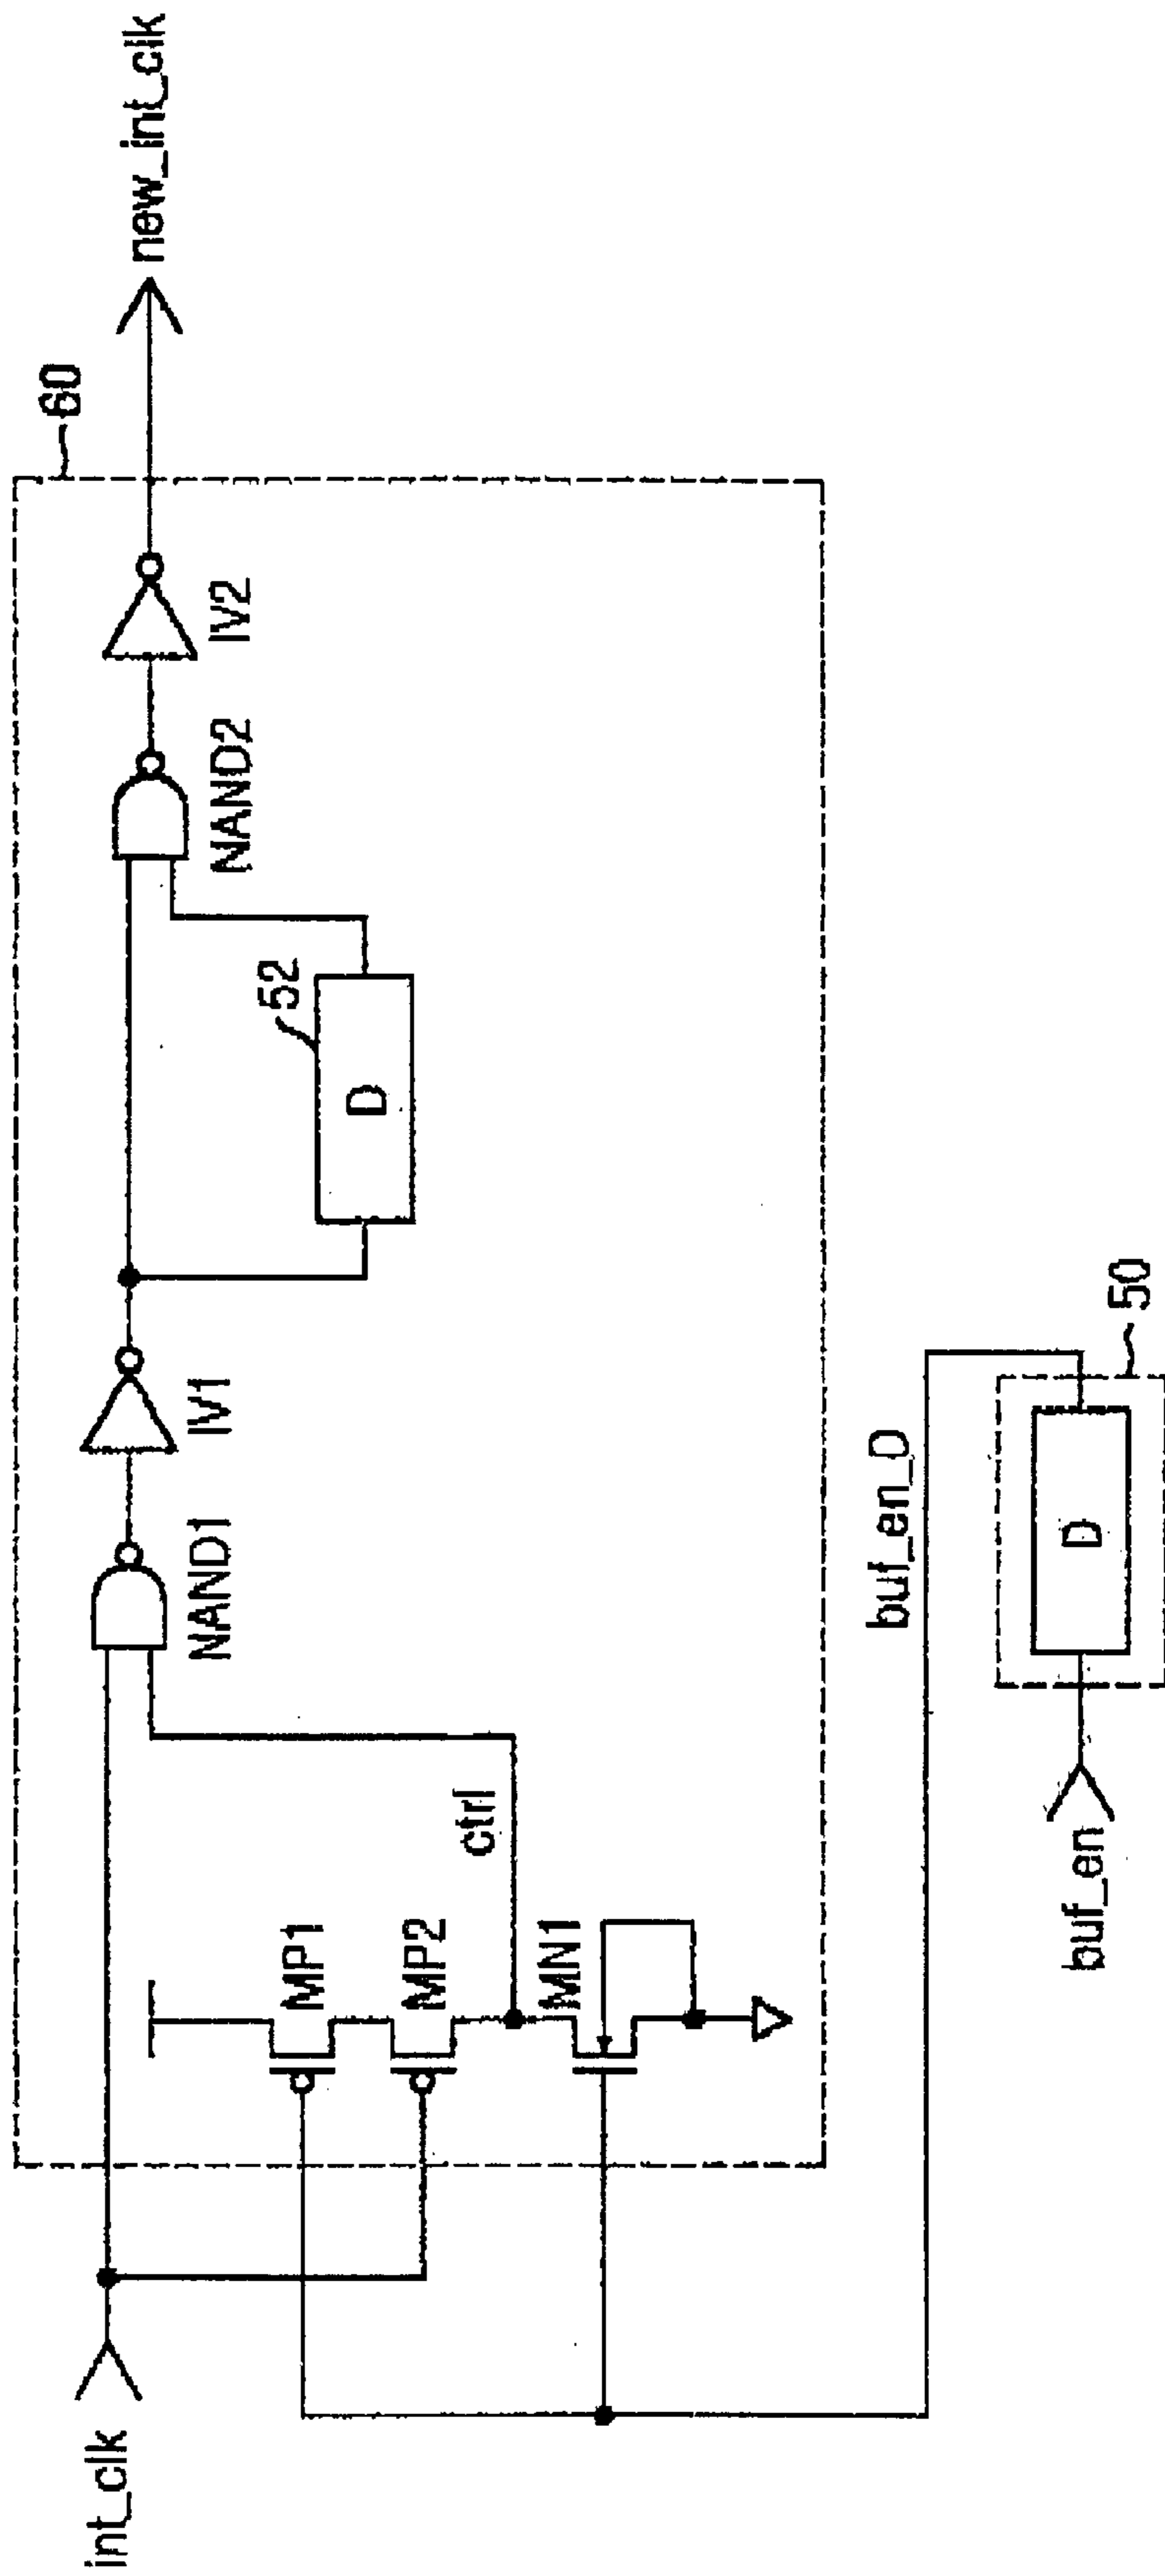 int_clk
new_int_clk
60
NAND1
IV1
NAND2
IV2
52
D
MP1
MP2
ctrl
MN1
buf_en_D
buf_en
D
50